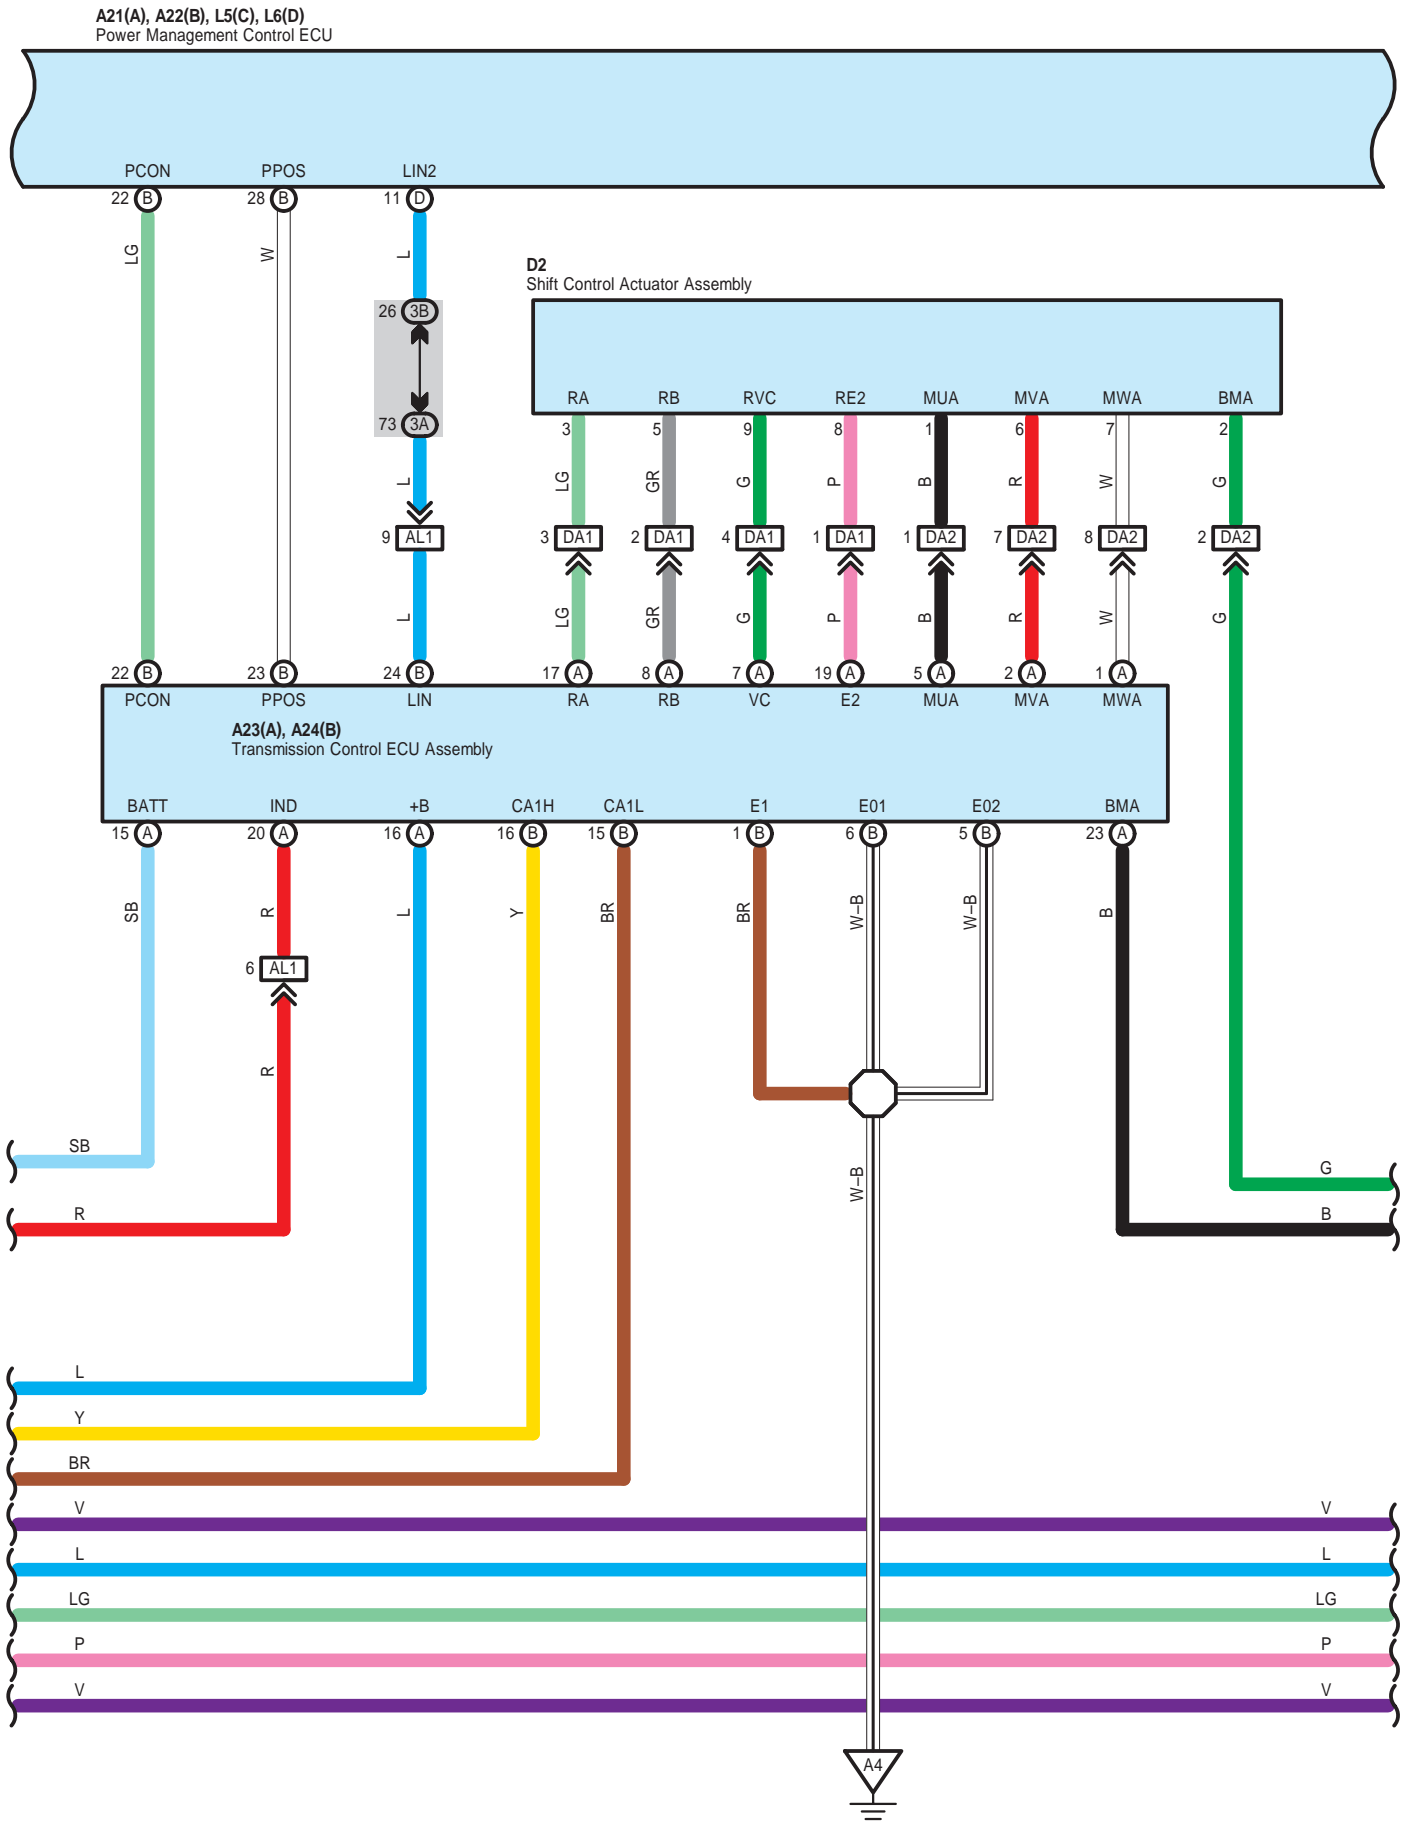 A21(A), A22(B), L5(C), L6(D)
Power Management Control ECU
PCON PPOS LIN2
22 B 28 B 11 D
LG W L
D2
Shift Control Actuator Assembly
26 3B
73 3A
RA RB RVC RE2 MUA MVA MWA BMA
3 5 9 8 1 6 7 2
L LG GR G P B R W G
9 AL1 3 DA1 2 DA1 4 DA1 1 DA1 1 DA2 7 DA2 8 DA2 2 DA2
L LG GR G P B R W G
22 B 23 B 24 B 17 A 8 A 7 A 19 A 5 A 2 A 1 A
PCON PPOS LIN RA RB VC E2 MUA MVA MWA
A23(A), A24(B)
Transmission Control ECU Assembly
BATT IND +B CA1H CA1L E1 E01 E02 BMA
15 A 20 A 16 A 16 B 15 B 1 B 6 B 5 B 23 A
SB R L Y BR BR W–B W–B B
6 AL1
R
SB
W–B
G
R B
L
Y
BR
V V
L L
LG LG
P P
V V
A4